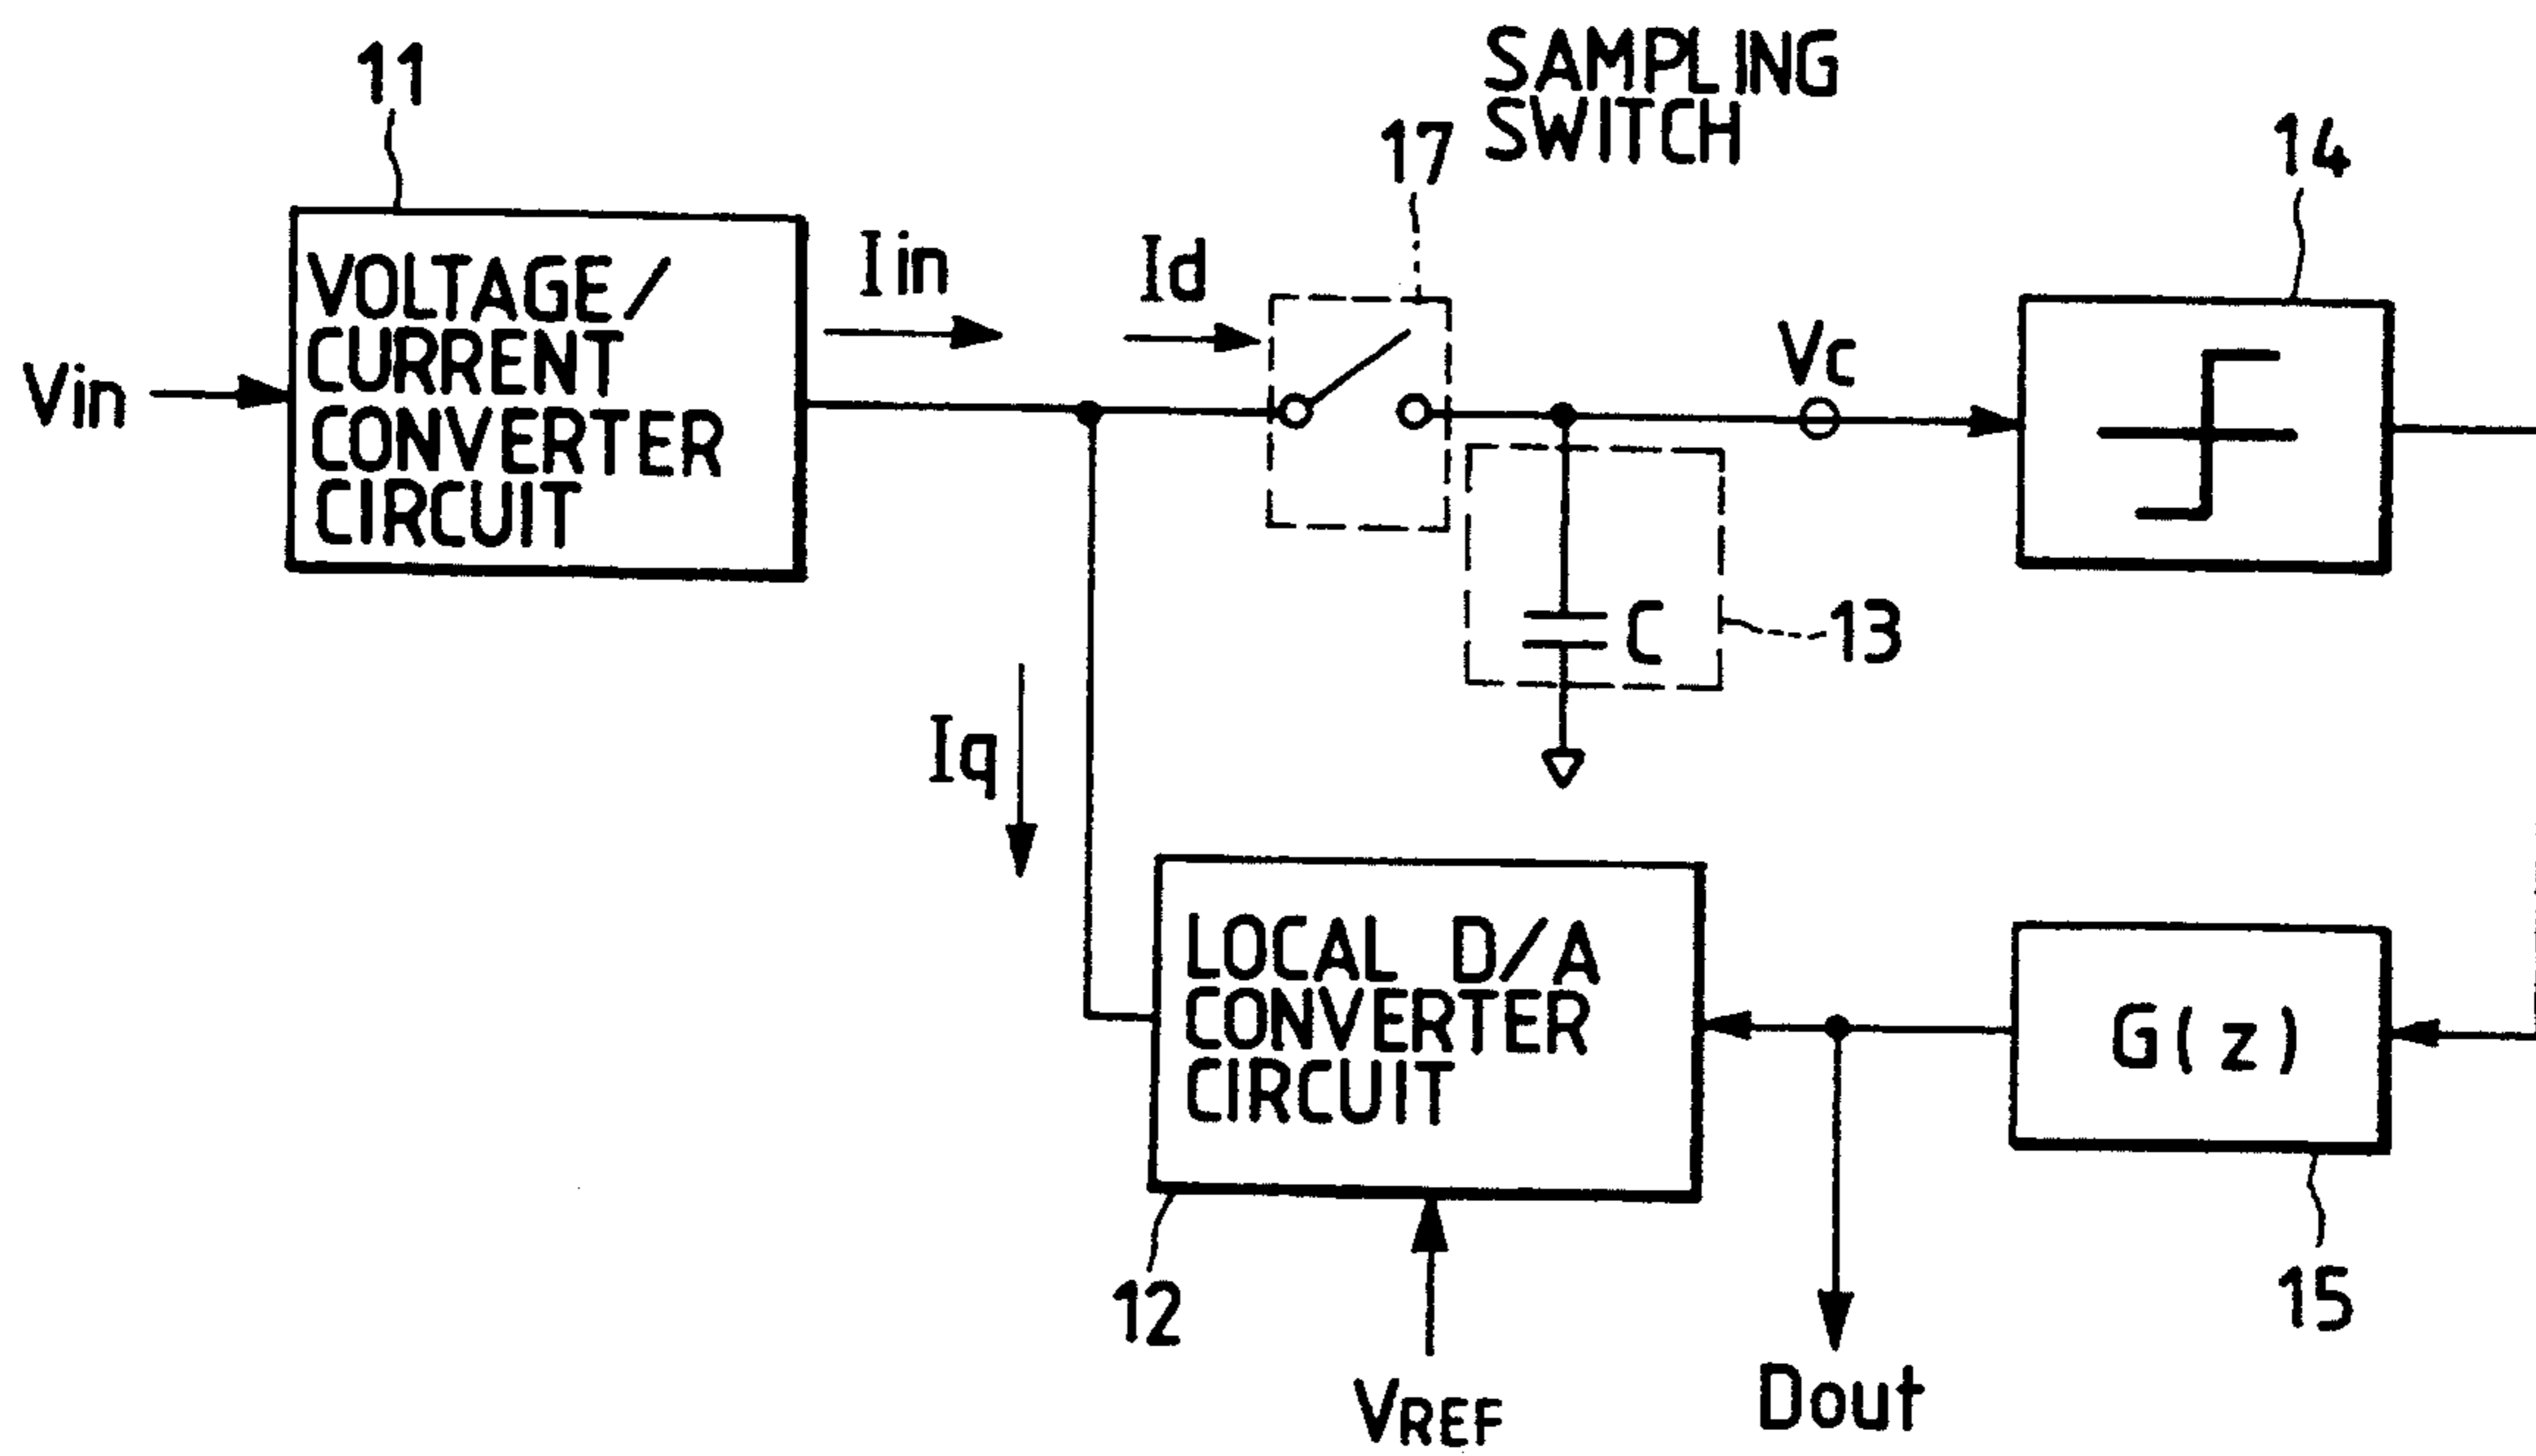 SAMPLING
SWITCH
11
17
14
VOLTAGE/
CURRENT
CONVERTER
CIRCUIT
Iin
Id
Vin
Vc
C
13
Iq
LOCAL D/A
CONVERTER
CIRCUIT
G(z)
12
15
VREF
Dout